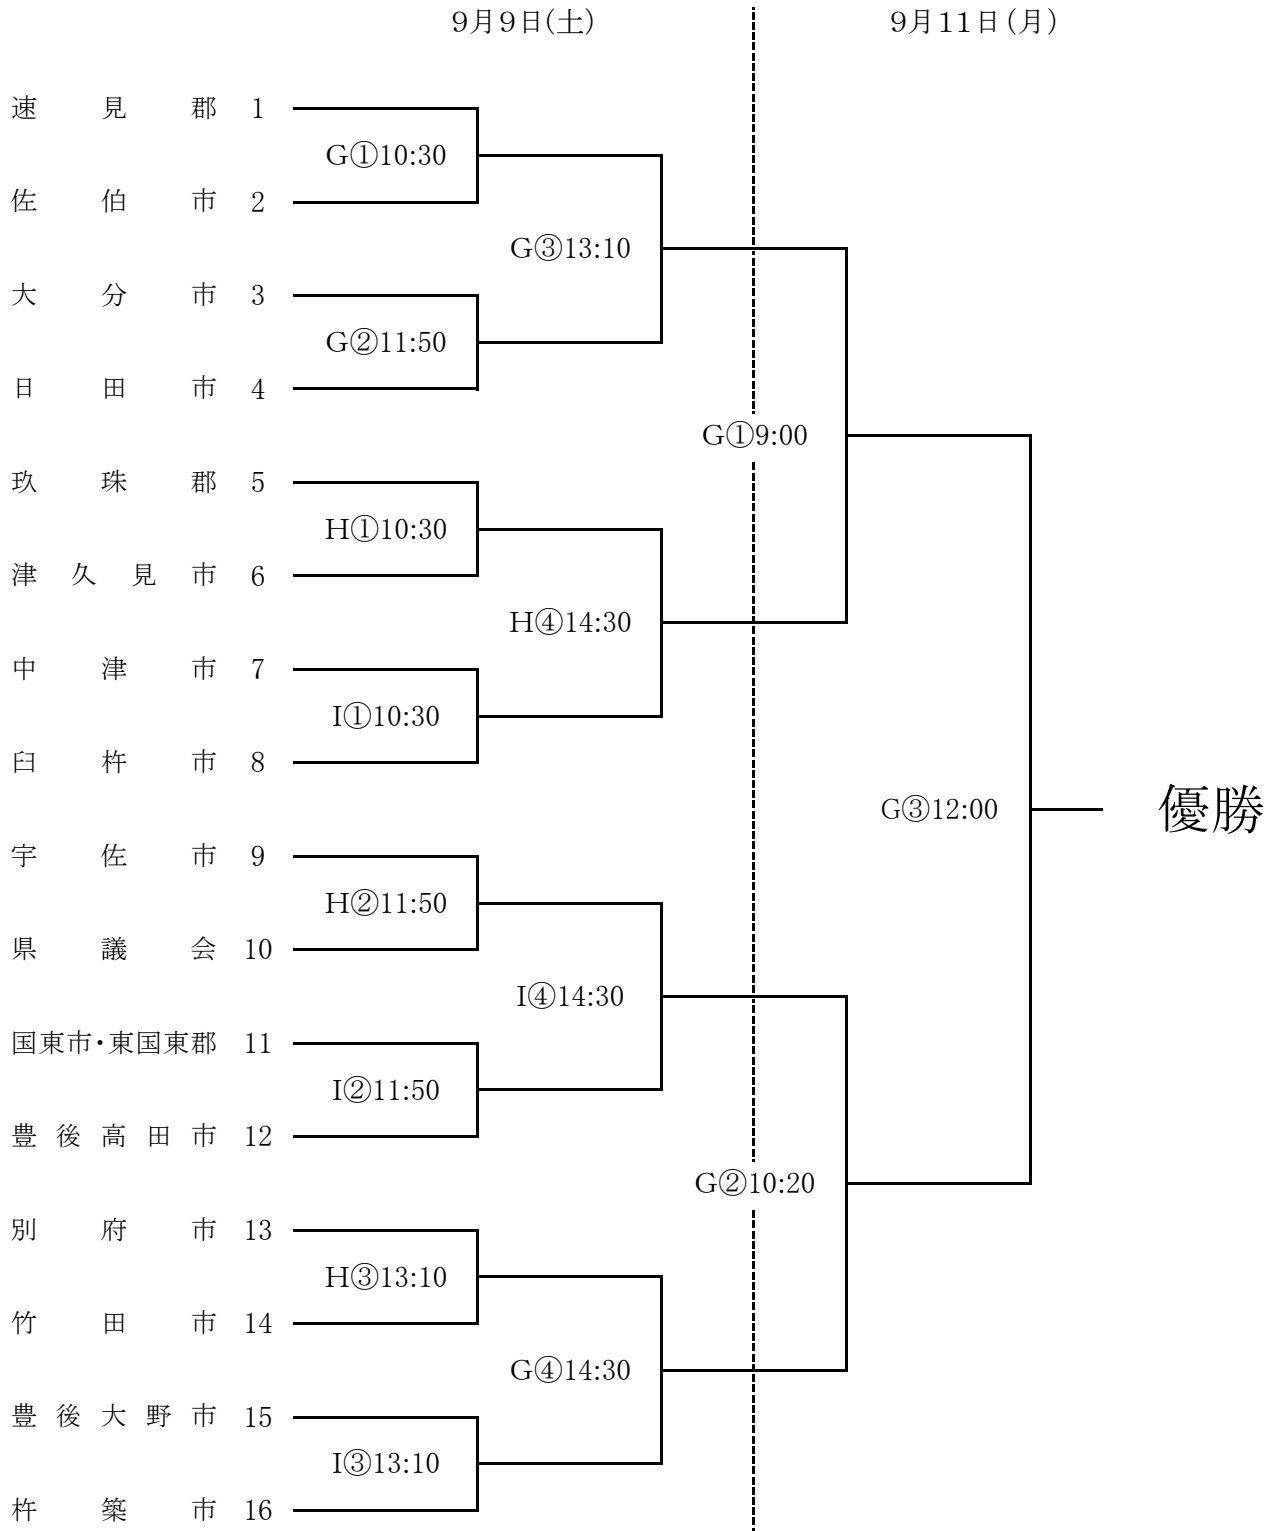 ９月９日(土)　９月１１日(月)
速見郡 1
G①10:30
佐伯市 2
G③13:10
大分市 3
G②11:50
日田市 4
G①9:00
玖珠郡 5
H①10:30
津久見市 6
H④14:30
中津市 7
I①10:30
臼杵市 8
G③12:00 優勝
宇佐市 9
H②11:50
県議会 10
I④14:30
国東市・東国東郡 11
I②11:50
豊後高田市 12
G②10:20
別府市 13
H③13:10
竹田市 14
G④14:30
豊後大野市 15
I③13:10
杵築市 16